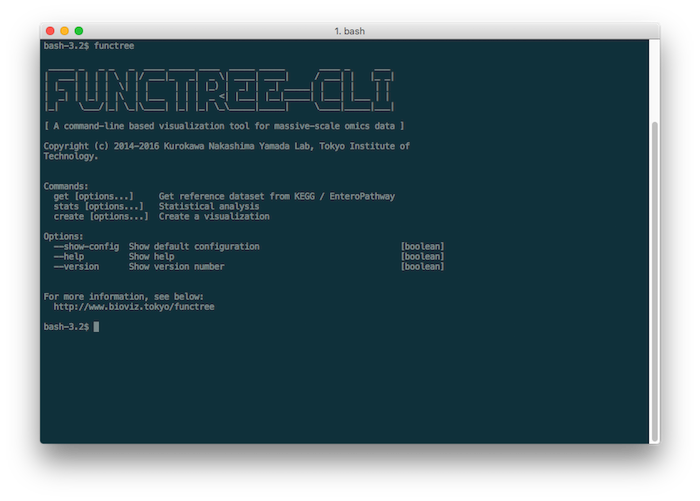 1. bash
bash-3.2$ functree
FUNCTREE-CLI
[ A command-line based visualization tool for massive-scale omics data ]
Copyright (c) 2014-2016 Kurokawa Nakashima Yamada Lab, Tokyo Institute of
Technology.
Commands:
get [options...]     Get reference dataset from KEGG / EnteroPathway
stats [options...]   Statistical analysis
create [options...]  Create a visualization
Options:
--show-config  Show default configuration                                [boolean]
--help         Show help                                                 [boolean]
--version      Show version number                                       [boolean]
For more information, see below:
http://www.bioviz.tokyo/functree
bash-3.2$